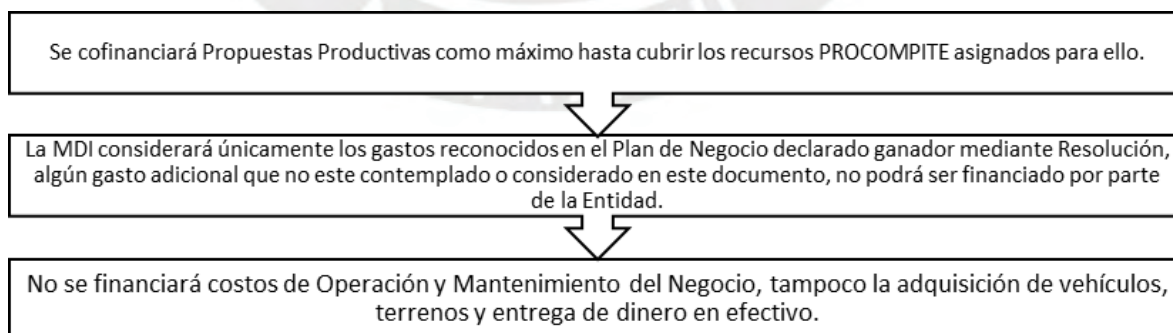 Se cofinanciará Propuestas Productivas como máximo hasta cubrir los recursos PROCOMPITE asignados para ello.
La MDI considerará únicamente los gastos reconocidos en el Plan de Negocio declarado ganador mediante Resolución,
algún gasto adicional que no este contemplado o considerado en este documento, no podrá ser financiado por parte
de la Entidad.
No se financiará costos de Operación y Mantenimiento del Negocio, tampoco la adquisición de vehículos,
terrenos y entrega de dinero en efectivo.